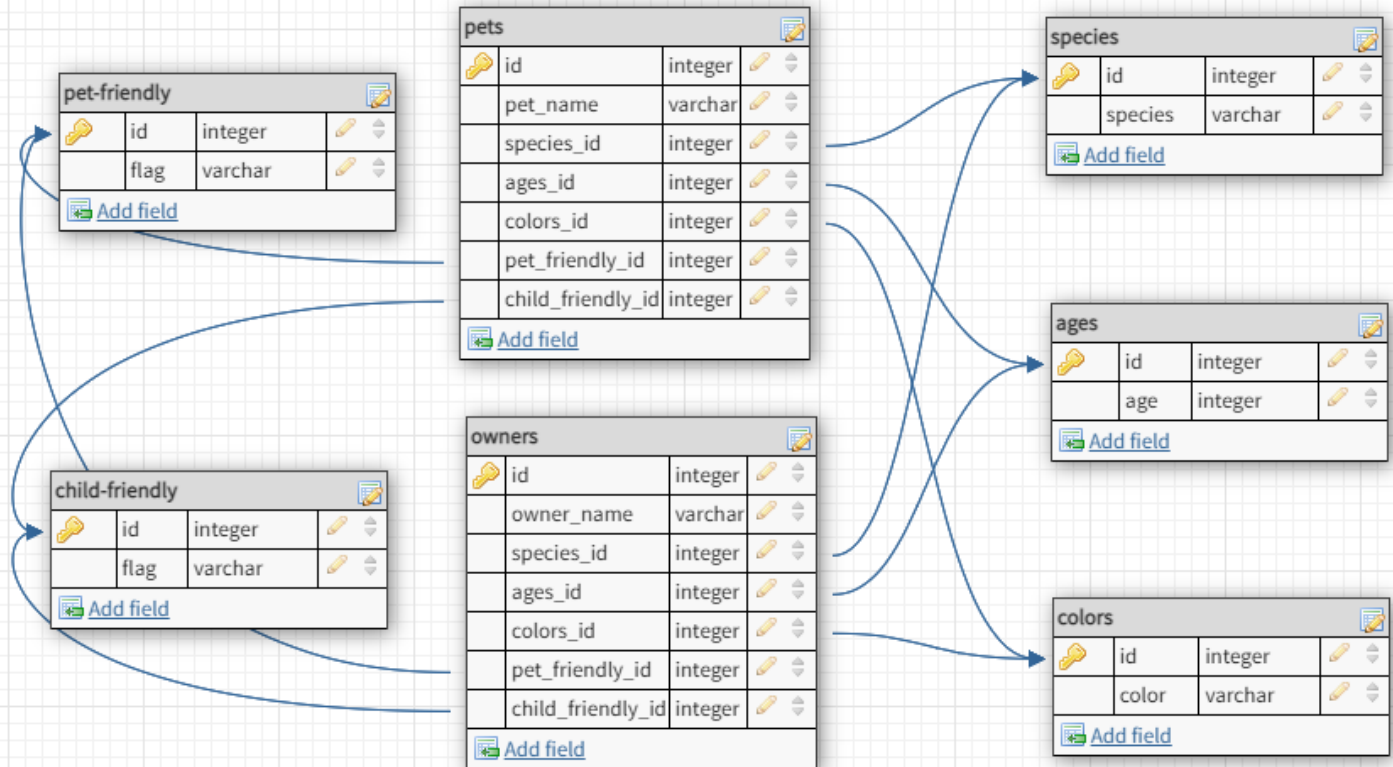 pets
id integer
pet_name varchar
species_id integer
ages_id integer
colors_id integer
pet_friendly_id integer
child_friendly_id integer
Add field
species
id integer
species varchar
Add field
pet-friendly
id integer
flag varchar
Add field
ages
id integer
age integer
Add field
owners
id integer
owner_name varchar
species_id integer
ages_id integer
colors_id integer
pet_friendly_id integer
child_friendly_id integer
Add field
child-friendly
id integer
flag varchar
Add field
colors
id integer
color varchar
Add field